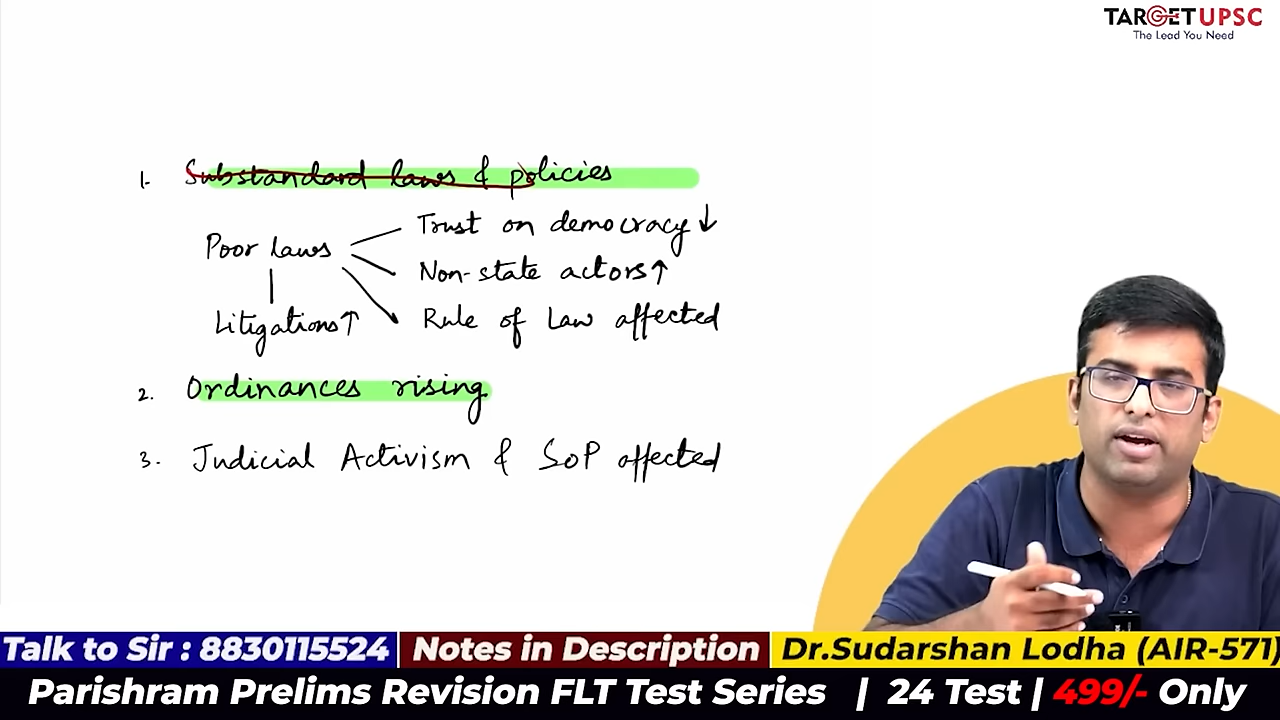 TARGET UPSC
The Lead You Need
1. Substandard laws & policies
Poor laws
Trust on democracy ↓
Non-state actors ↑
Litigations ↑
Rule of Law affected
2. Ordinances rising
3. Judicial Activism & SoP affected
Talk to Sir : 8830115524 Notes in Description Dr.Sudarshan Lodha (AIR-571)
Parishram Prelims Revision FLT Test Series | 24 Test | 499/- Only